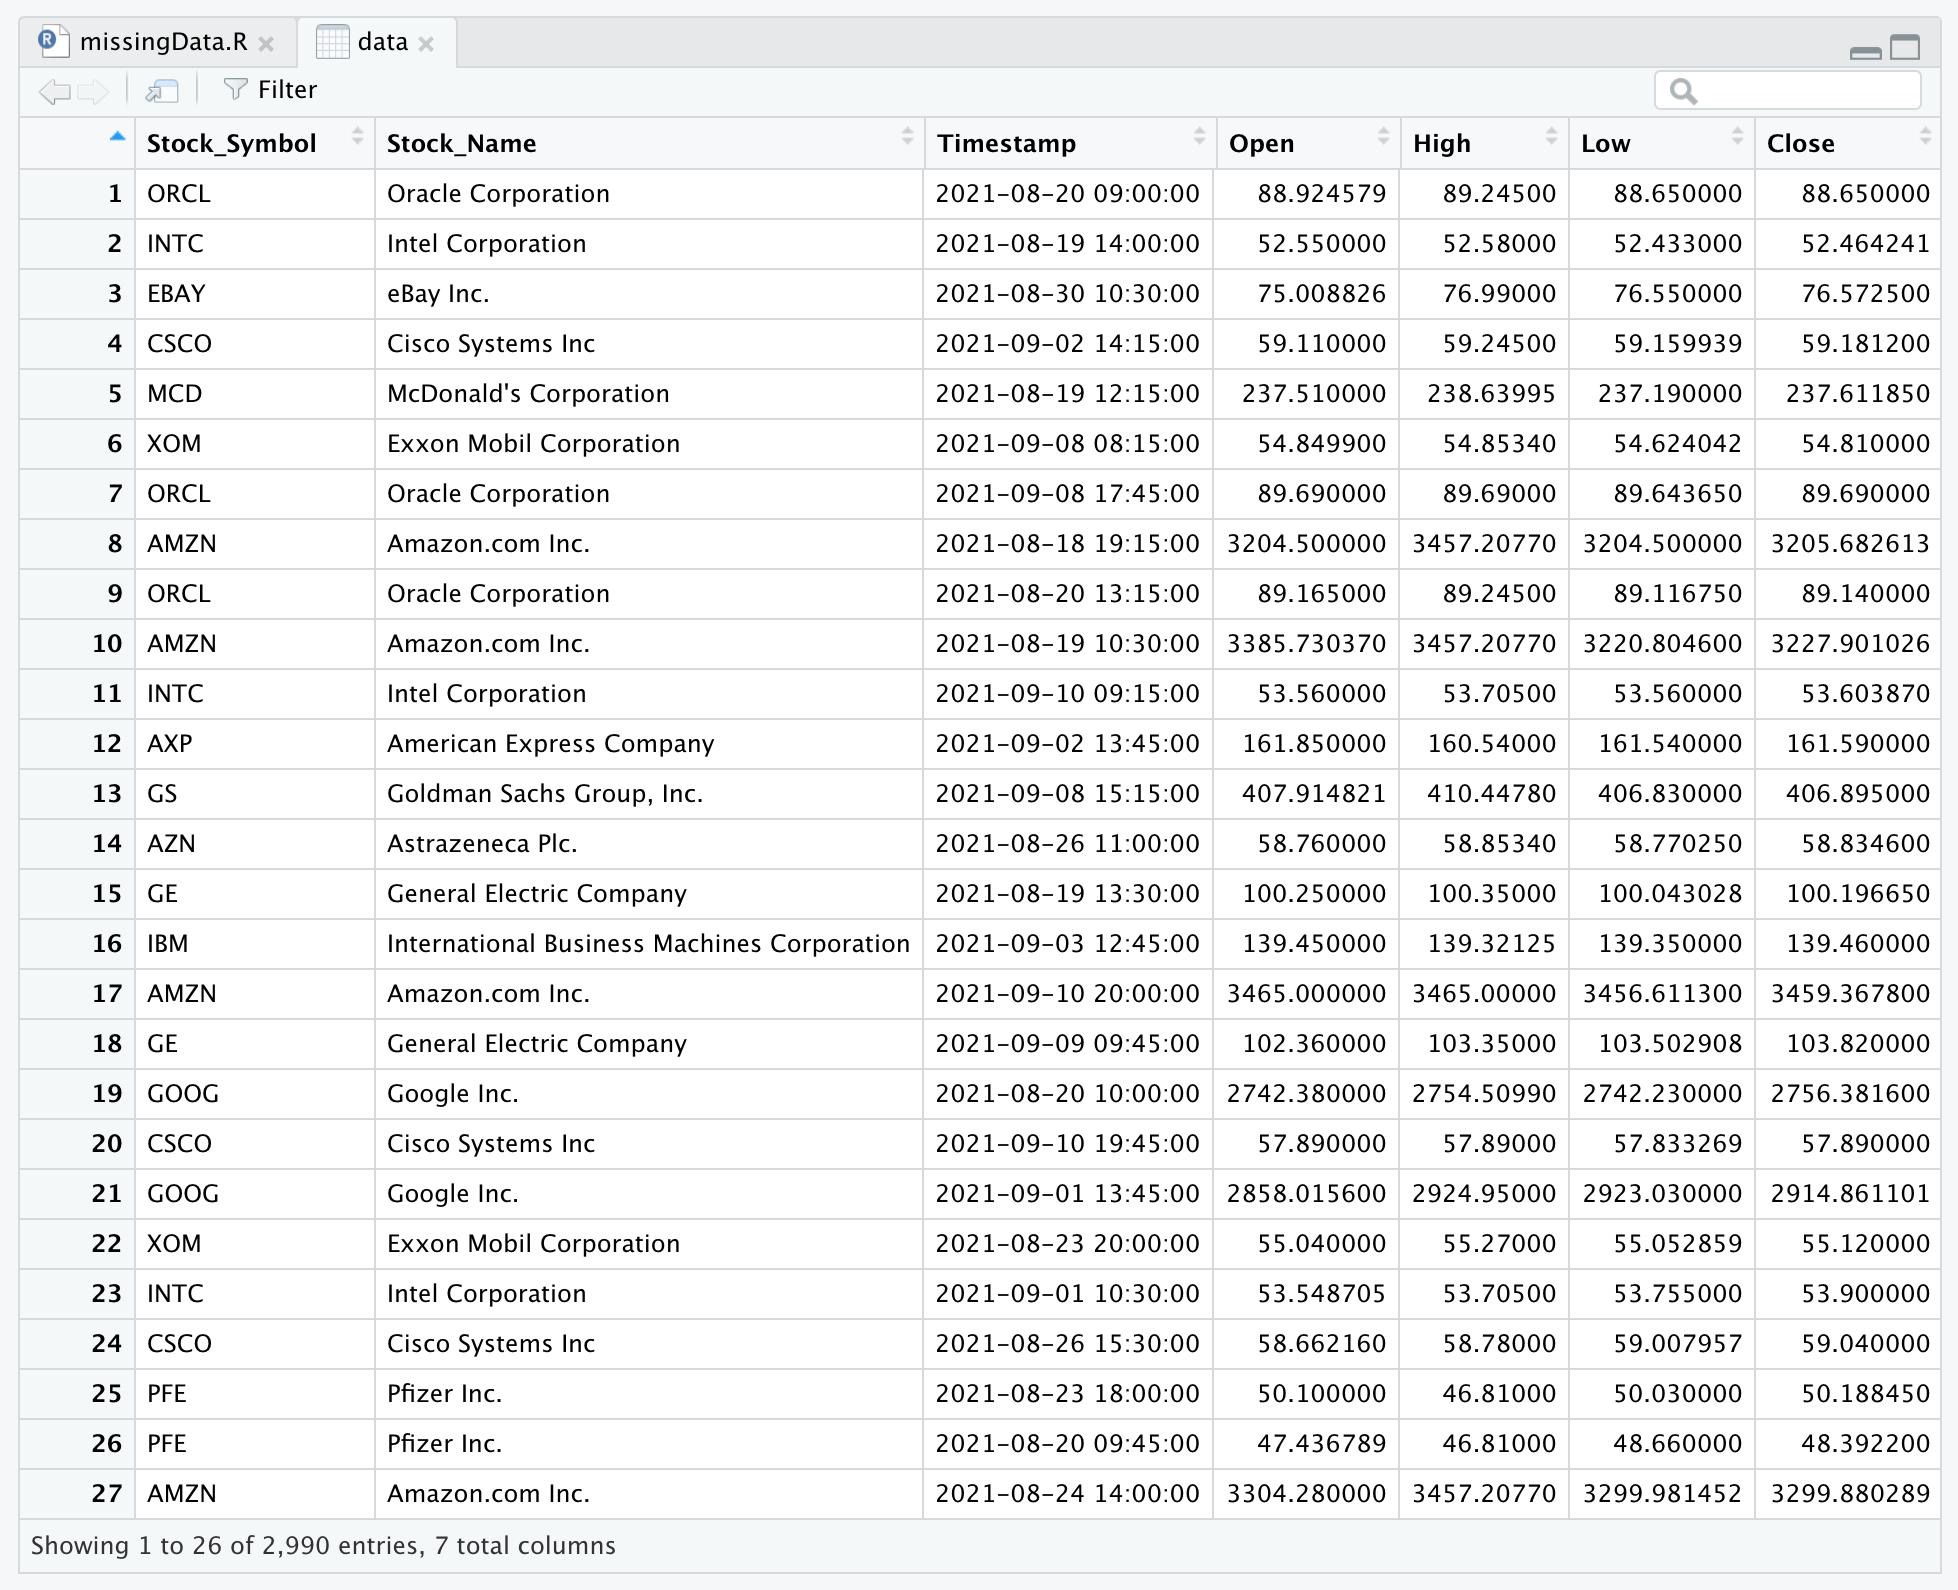 missingData.R
data
Filter
Stock_Symbol Stock_Name Timestamp Open High Low Close
1 ORCL Oracle Corporation 2021-08-20 09:00:00 88.924579 89.24500 88.650000 88.650000
2 INTC Intel Corporation 2021-08-19 14:00:00 52.550000 52.58000 52.433000 52.464241
3 EBAY eBay Inc. 2021-08-30 10:30:00 75.008826 76.99000 76.550000 76.572500
4 CSCO Cisco Systems Inc 2021-09-02 14:15:00 59.110000 59.24500 59.159939 59.181200
5 MCD McDonald's Corporation 2021-08-19 12:15:00 237.510000 238.63995 237.190000 237.611850
6 XOM Exxon Mobil Corporation 2021-09-08 08:15:00 54.849900 54.85340 54.624042 54.810000
7 ORCL Oracle Corporation 2021-09-08 17:45:00 89.690000 89.69000 89.643650 89.690000
8 AMZN Amazon.com Inc. 2021-08-18 19:15:00 3204.500000 3457.20770 3204.500000 3205.682613
9 ORCL Oracle Corporation 2021-08-20 13:15:00 89.165000 89.24500 89.116750 89.140000
10 AMZN Amazon.com Inc. 2021-08-19 10:30:00 3385.730370 3457.20770 3220.804600 3227.901026
11 INTC Intel Corporation 2021-09-10 09:15:00 53.560000 53.70500 53.560000 53.603870
12 AXP American Express Company 2021-09-02 13:45:00 161.850000 160.54000 161.540000 161.590000
13 GS Goldman Sachs Group, Inc. 2021-09-08 15:15:00 407.914821 410.44780 406.830000 406.895000
14 AZN Astrazeneca Plc. 2021-08-26 11:00:00 58.760000 58.85340 58.770250 58.834600
15 GE General Electric Company 2021-08-19 13:30:00 100.250000 100.35000 100.043028 100.196650
16 IBM International Business Machines Corporation 2021-09-03 12:45:00 139.450000 139.32125 139.350000 139.460000
17 AMZN Amazon.com Inc. 2021-09-10 20:00:00 3465.000000 3465.00000 3456.611300 3459.367800
18 GE General Electric Company 2021-09-09 09:45:00 102.360000 103.35000 103.502908 103.820000
19 GOOG Google Inc. 2021-08-20 10:00:00 2742.380000 2754.50990 2742.230000 2756.381600
20 CSCO Cisco Systems Inc 2021-09-10 19:45:00 57.890000 57.89000 57.833269 57.890000
21 GOOG Google Inc. 2021-09-01 13:45:00 2858.015600 2924.95000 2923.030000 2914.861101
22 XOM Exxon Mobil Corporation 2021-08-23 20:00:00 55.040000 55.27000 55.052859 55.120000
23 INTC Intel Corporation 2021-09-01 10:30:00 53.548705 53.70500 53.755000 53.900000
24 CSCO Cisco Systems Inc 2021-08-26 15:30:00 58.662160 58.78000 59.007957 59.040000
25 PFE Pfizer Inc. 2021-08-23 18:00:00 50.100000 46.81000 50.030000 50.188450
26 PFE Pfizer Inc. 2021-08-20 09:45:00 47.436789 46.81000 48.660000 48.392200
27 AMZN Amazon.com Inc. 2021-08-24 14:00:00 3304.280000 3457.20770 3299.981452 3299.880289
Showing 1 to 26 of 2,990 entries, 7 total columns